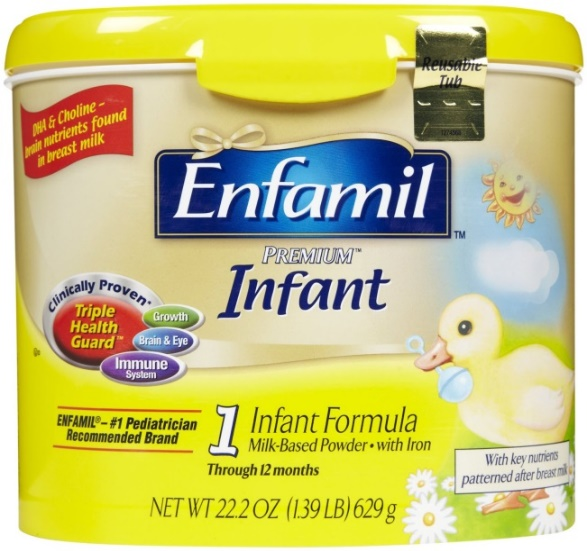 Reusable
Tub
DHA & Choline –
brain nutrients found
in breast milk
Enfamil™
PREMIUM™
Infant
Clinically Proven*
Triple
Health
Guard™
Growth
Brain & Eye
Immune
System
ENFAMIL®– #1 Pediatrician
Recommended Brand
1 Infant Formula
Milk-Based Powder • with Iron
Through 12 months
With key nutrients
patterned after breast milk
NET WT 22.2 OZ (1.39 LB) 629 g